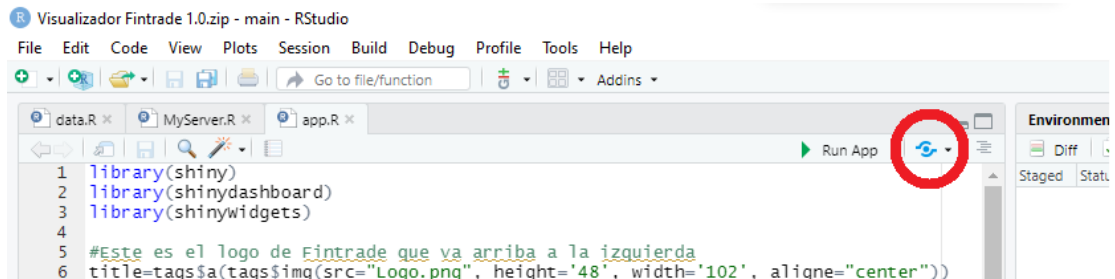 Visualizador Fintrade 1.0.zip - main - RStudio
File Edit Code View Plots Session Build Debug Profile Tools Help
Go to file/function Addins
data.R MyServer.R app.R
Environmen
Run App
Diff
Staged Statu
1 library(shiny)
2 library(shinydashboard)
3 library(shinyWidgets)
4
5 #Este es el logo de Fintrade que va arriba a la izquierda
6 title=tags$a(tags$img(src="Logo.png", height='48', width='102', aligne="center"))